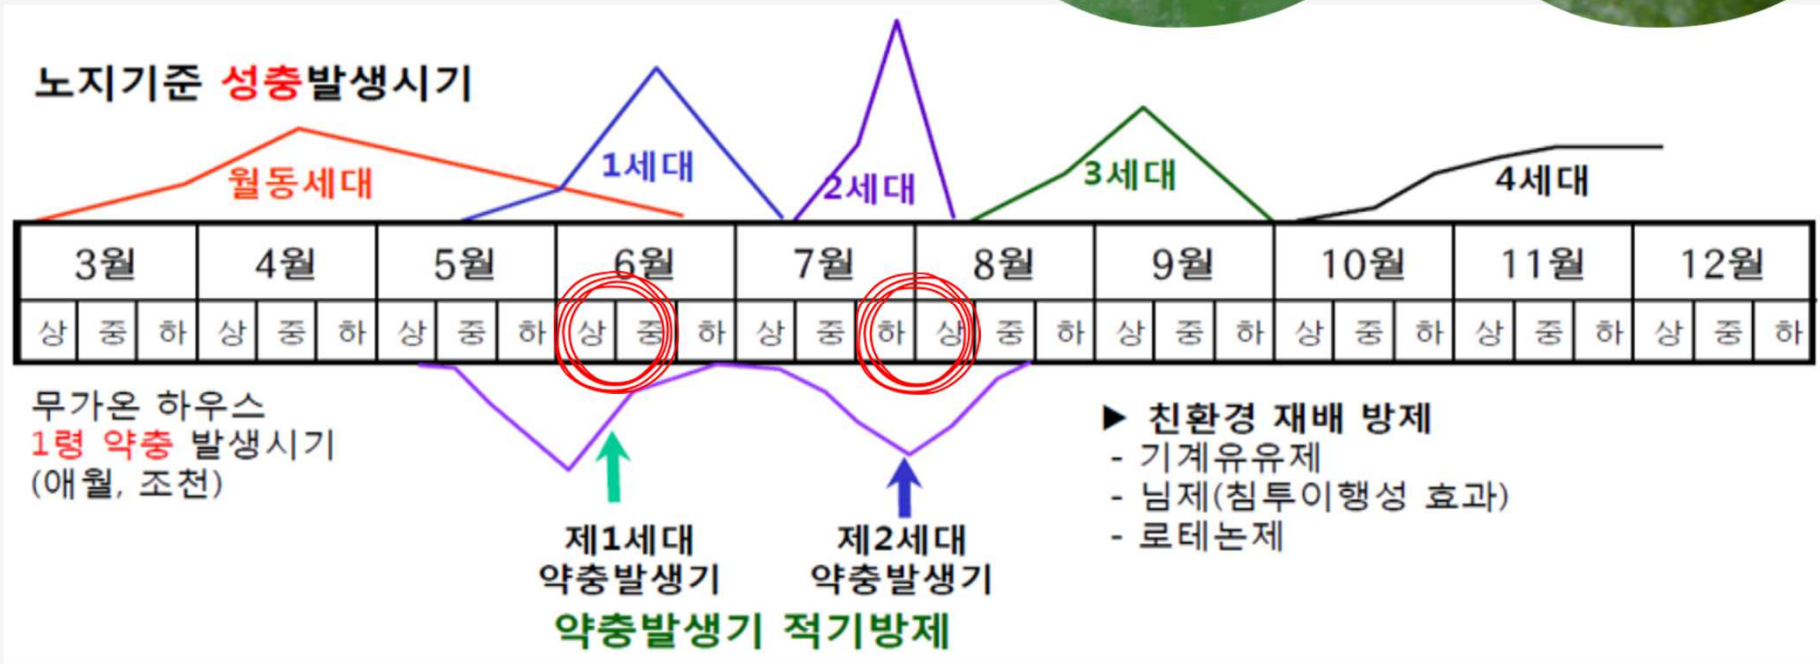 노지기준 성충발생시기
월동세대
1세대
2세대
3세대
4세대
3월 4월 5월 6월 7월 8월 9월 10월 11월 12월
상 중 하 상 중 하 상 중 하 상 중 하 상 중 하 상 중 하 상 중 하 상 중 하 상 중 하 상 중 하
무가온 하우스
1령 약충 발생시기
(애월, 조천)
제1세대
약충발생기
제2세대
약충발생기
약충발생기 적기방제
▶ 친환경 재배 방제
- 기계유유제
- 님제(침투이행성 효과)
- 로테논제